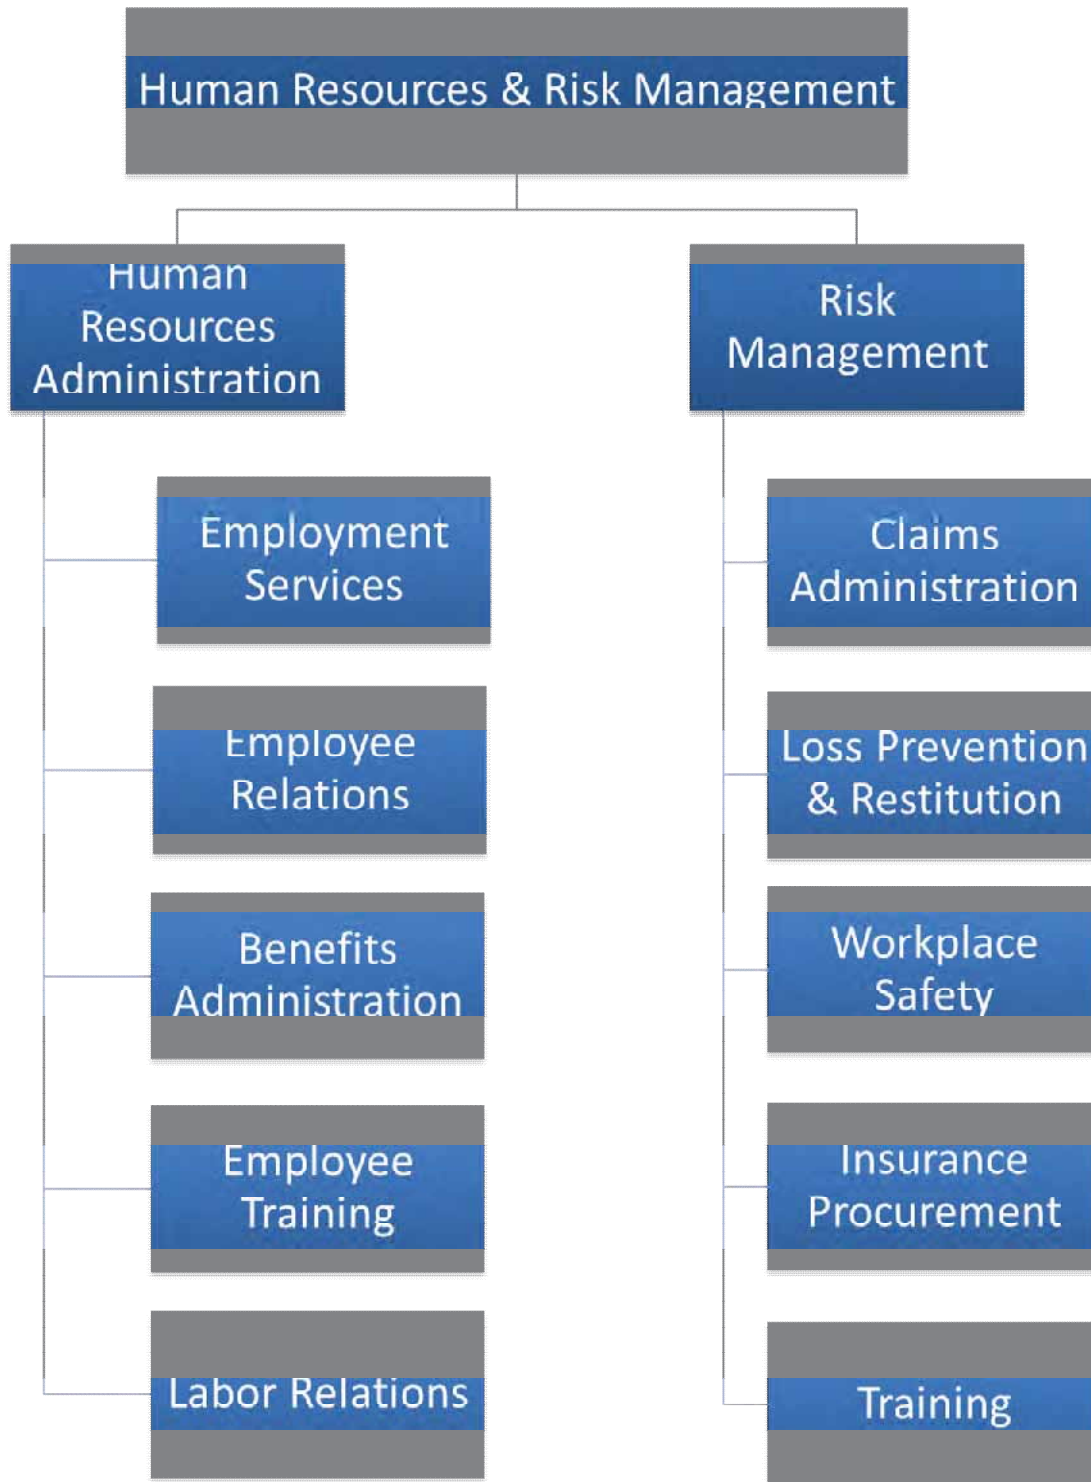 Human Resources & Risk Management
Human
Resources
Administration
Risk
Management
Employment
Services
Employee
Relations
Benefits
Administration
Employee
Training
Labor Relations
Claims
Administration
Loss Prevention
& Restitution
Workplace
Safety
Insurance
Procurement
Training